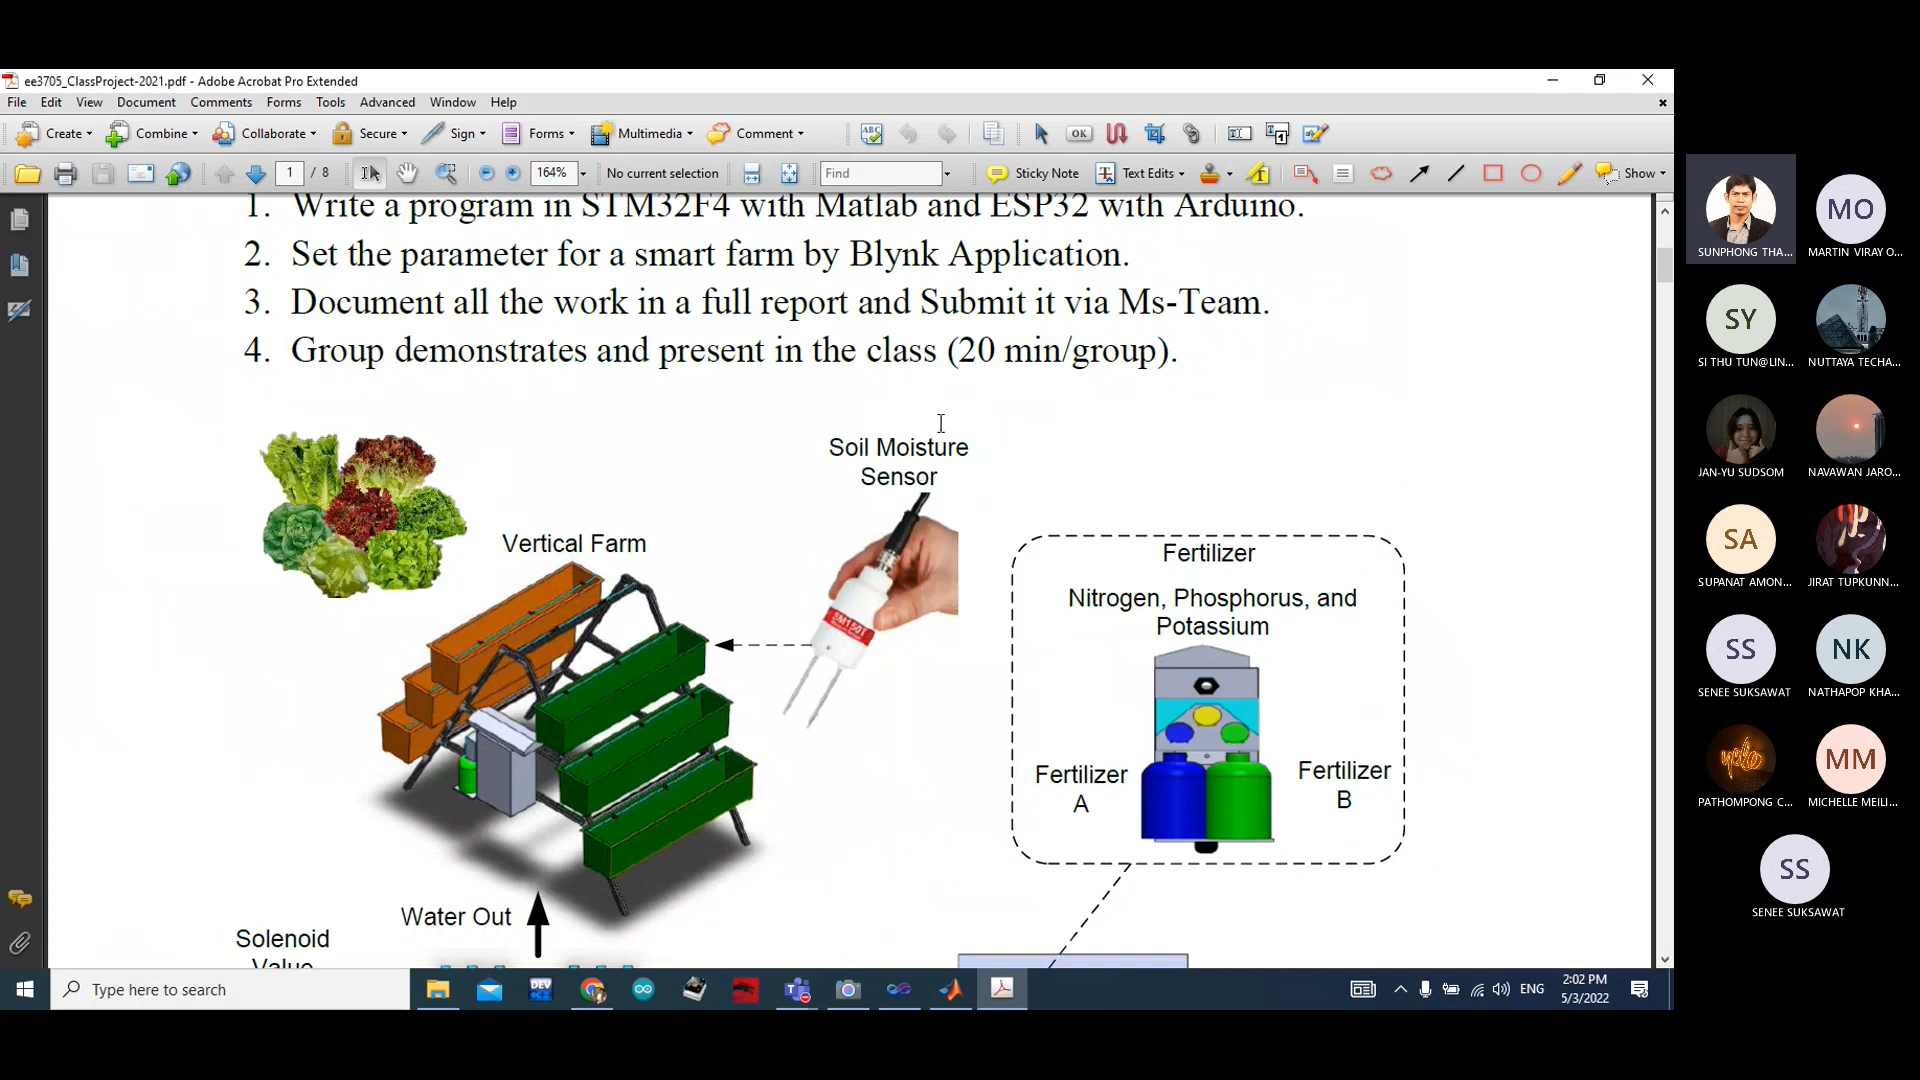 ee3705_ClassProject-2021.pdf - Adobe Acrobat Pro Extended
File Edit View Document Comments Forms Tools Advanced Window Help
Create Combine Collaborate Secure Sign Forms Multimedia Comment
1 / 8 164% No current selection Find Sticky Note Text Edits Show
1. Write a program in STM32F4 with Matlab and ESP32 with Arduino.
2. Set the parameter for a smart farm by Blynk Application.
3. Document all the work in a full report and Submit it via Ms-Team.
4. Group demonstrates and present in the class (20 min/group).
Soil Moisture
Sensor
Vertical Farm
SM150T
Fertilizer
Nitrogen, Phosphorus, and
Potassium
Fertilizer
A
Fertilizer
B
Water Out
Solenoid
Value
Type here to search
DEV
ENG
2:02 PM
5/3/2022
SUNPHONG THA...
MO
MARTIN VIRAY O...
SY
SI THU TUN@LIN...
NUTTAYA TECHA...
JAN-YU SUDSOM
NAVAWAN JARO...
SA
SUPANAT AMON...
JIRAT TUPKUNN...
SS
SENEE SUKSAWAT
NK
NATHAPOP KHA...
PATHOMPONG C...
MM
MICHELLE MEILI...
SS
SENEE SUKSAWAT